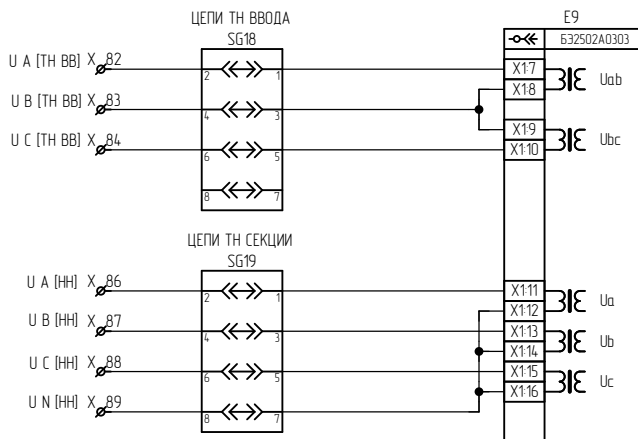 ЦЕПИ ТН ВВОДА
SG18
E9
Б32502А0303
U A [ТН ВВ] X 82
2 1
X1:7
Uab
X1:8
U B [ТН ВВ] X 83
4 3
X1:9
Ubc
U C [ТН ВВ] X 84
6 5
X1:10
8 7
ЦЕПИ ТН СЕКЦИИ
SG19
U A [НН] X 86
2 1
X1:11
Ua
X1:12
U B [НН] X 87
4 3
X1:13
Ub
X1:14
U C [НН] X 88
6 5
X1:15
Uc
X1:16
U N [НН] X 89
8 7